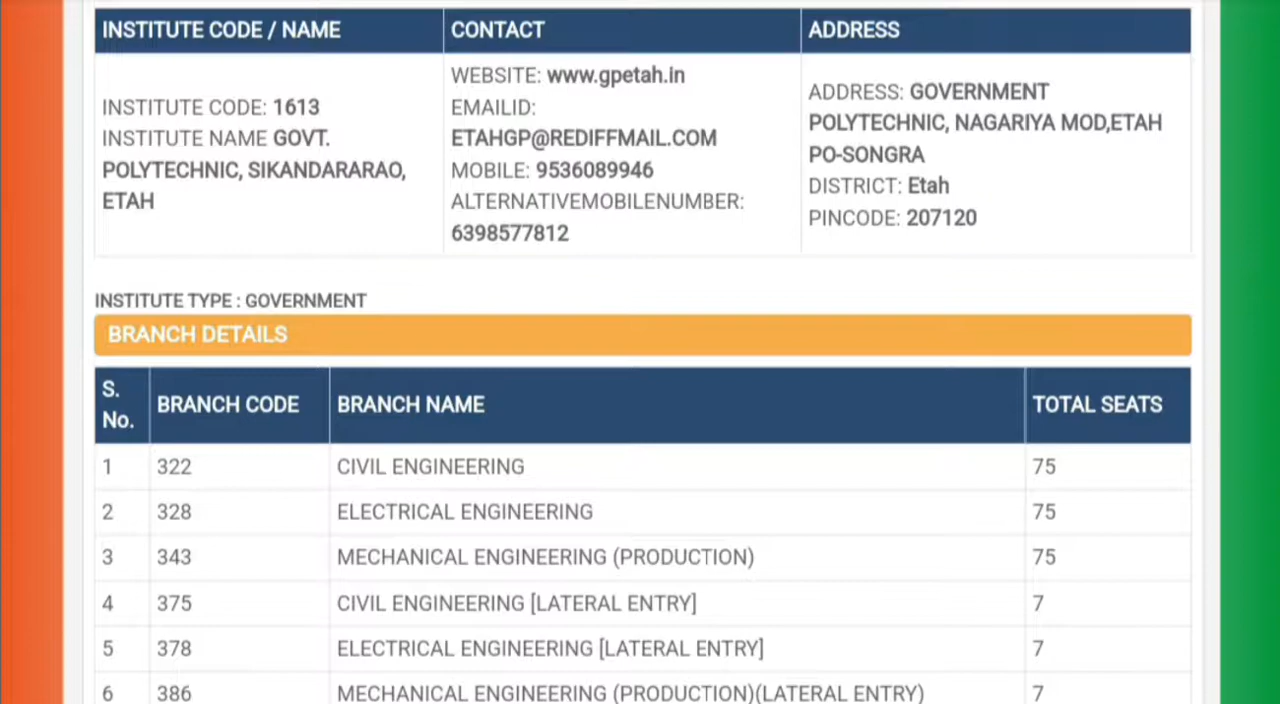 INSTITUTE CODE / NAME
CONTACT
ADDRESS
INSTITUTE CODE: 1613
INSTITUTE NAME GOVT.
POLYTECHNIC, SIKANDARARAO,
ETAH
WEBSITE: www.gpetah.in
EMAILID:
ETAHGP@REDIFFMAIL.COM
MOBILE: 9536089946
ALTERNATIVEMOBILENUMBER:
6398577812
ADDRESS: GOVERNMENT
POLYTECHNIC, NAGARIYA MOD,ETAH
PO-SONGRA
DISTRICT: Etah
PINCODE: 207120
INSTITUTE TYPE : GOVERNMENT
BRANCH DETAILS
S.
No.
BRANCH CODE
BRANCH NAME
TOTAL SEATS
1 322 CIVIL ENGINEERING 75
2 328 ELECTRICAL ENGINEERING 75
3 343 MECHANICAL ENGINEERING (PRODUCTION) 75
4 375 CIVIL ENGINEERING [LATERAL ENTRY] 7
5 378 ELECTRICAL ENGINEERING [LATERAL ENTRY] 7
6 386 MECHANICAL ENGINEERING (PRODUCTION)(LATERAL ENTRY) 7